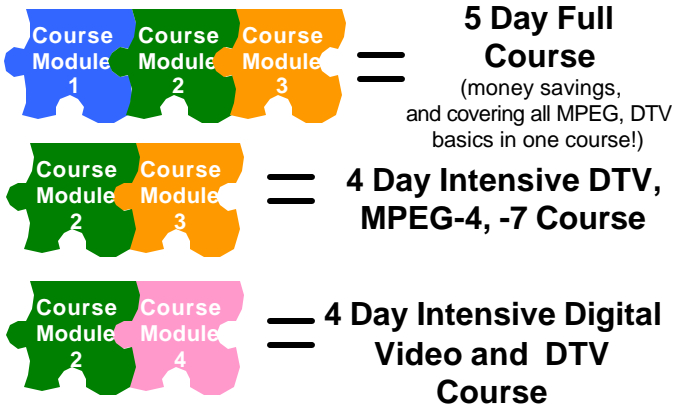 Course Module 1
Course Module 2
Course Module 3
=
5 Day Full
Course
(money savings,
and covering all MPEG, DTV
basics in one course!)
Course Module 2
Course Module 3
=
4 Day Intensive DTV,
MPEG-4, -7 Course
Course Module 2
Course Module 4
=
4 Day Intensive Digital
Video and DTV
Course